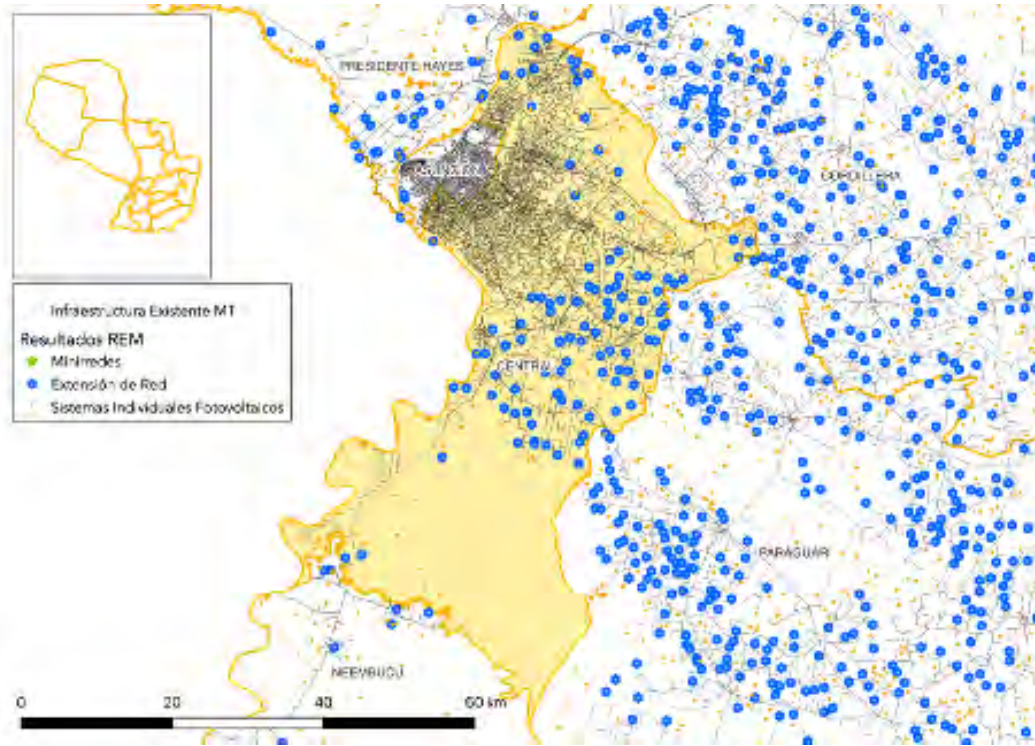 PRESIDENTE HAYES
CORDILLERA
Infraestructura Existente MT
Resultados REM
Minirredes
Extensión de Red
Sistemas Individuales Fotovoltaicos
CENTRAL
PARAGUARÍ
ÑEEMBUCÚ
0 20 40 60 km